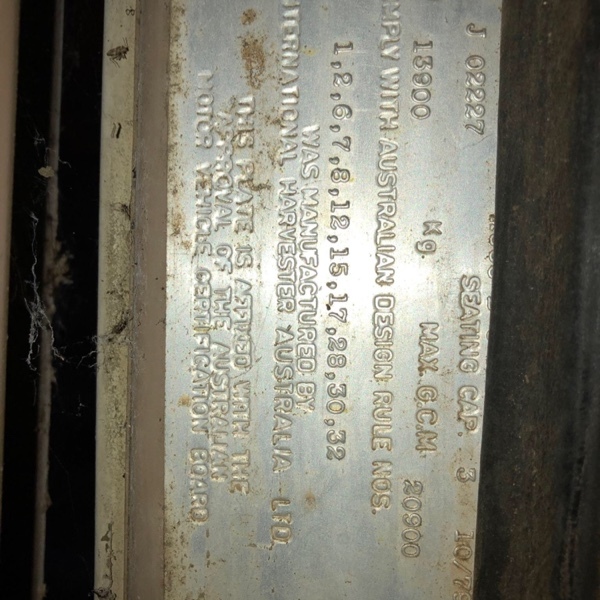 J 02227 SEATING CAP. 3 10/79
13900 Kg. MAX. G.C.M. 20900
MPLY WITH AUSTRALIAN DESIGN RULE NOS.
1,2,6,7,8,12,15,17,28,30,32
WAS MANUFACTURED BY
INTERNATIONAL HARVESTER AUSTRALIA LTD.
THIS PLATE IS AFFIXED WITH THE
APPROVAL OF THE AUSTRALIAN
MOTOR VEHICLE CERTIFICATION BOARD